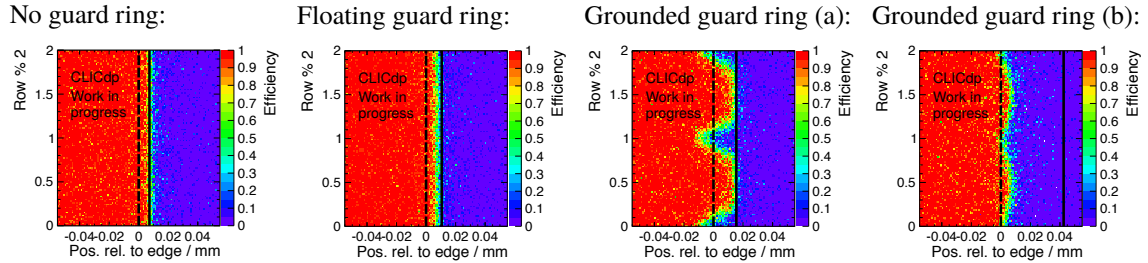 No guard ring:
Floating guard ring:
Grounded guard ring (a):
Grounded guard ring (b):
Row % 2
2
1.5
1
0.5
0
CLICdp
Work in
progress
-0.04 -0.02 0 0.02 0.04
Pos. rel. to edge / mm
1
0.9
0.8
0.7
0.6
0.5
0.4
0.3
0.2
0.1
0
Efficiency
Row % 2
2
1.5
1
0.5
0
CLICdp
Work in
progress
-0.04 -0.02 0 0.02 0.04
Pos. rel. to edge / mm
1
0.9
0.8
0.7
0.6
0.5
0.4
0.3
0.2
0.1
0
Efficiency
Row % 2
2
1.5
1
0.5
0
CLICdp
Work in
progress
-0.04 -0.02 0 0.02 0.04
Pos. rel. to edge / mm
1
0.9
0.8
0.7
0.6
0.5
0.4
0.3
0.2
0.1
0
Efficiency
Row % 2
2
1.5
1
0.5
0
CLICdp
Work in
progress
-0.04 -0.02 0 0.02 0.04
Pos. rel. to edge / mm
1
0.9
0.8
0.7
0.6
0.5
0.4
0.3
0.2
0.1
0
Efficiency